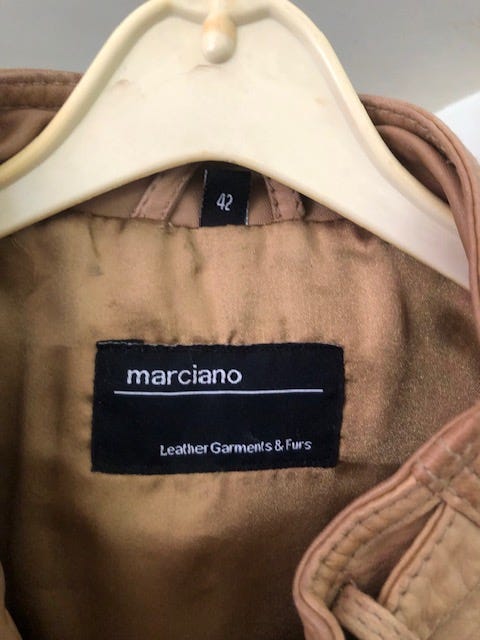 42
marciano
Leather Garments & Furs